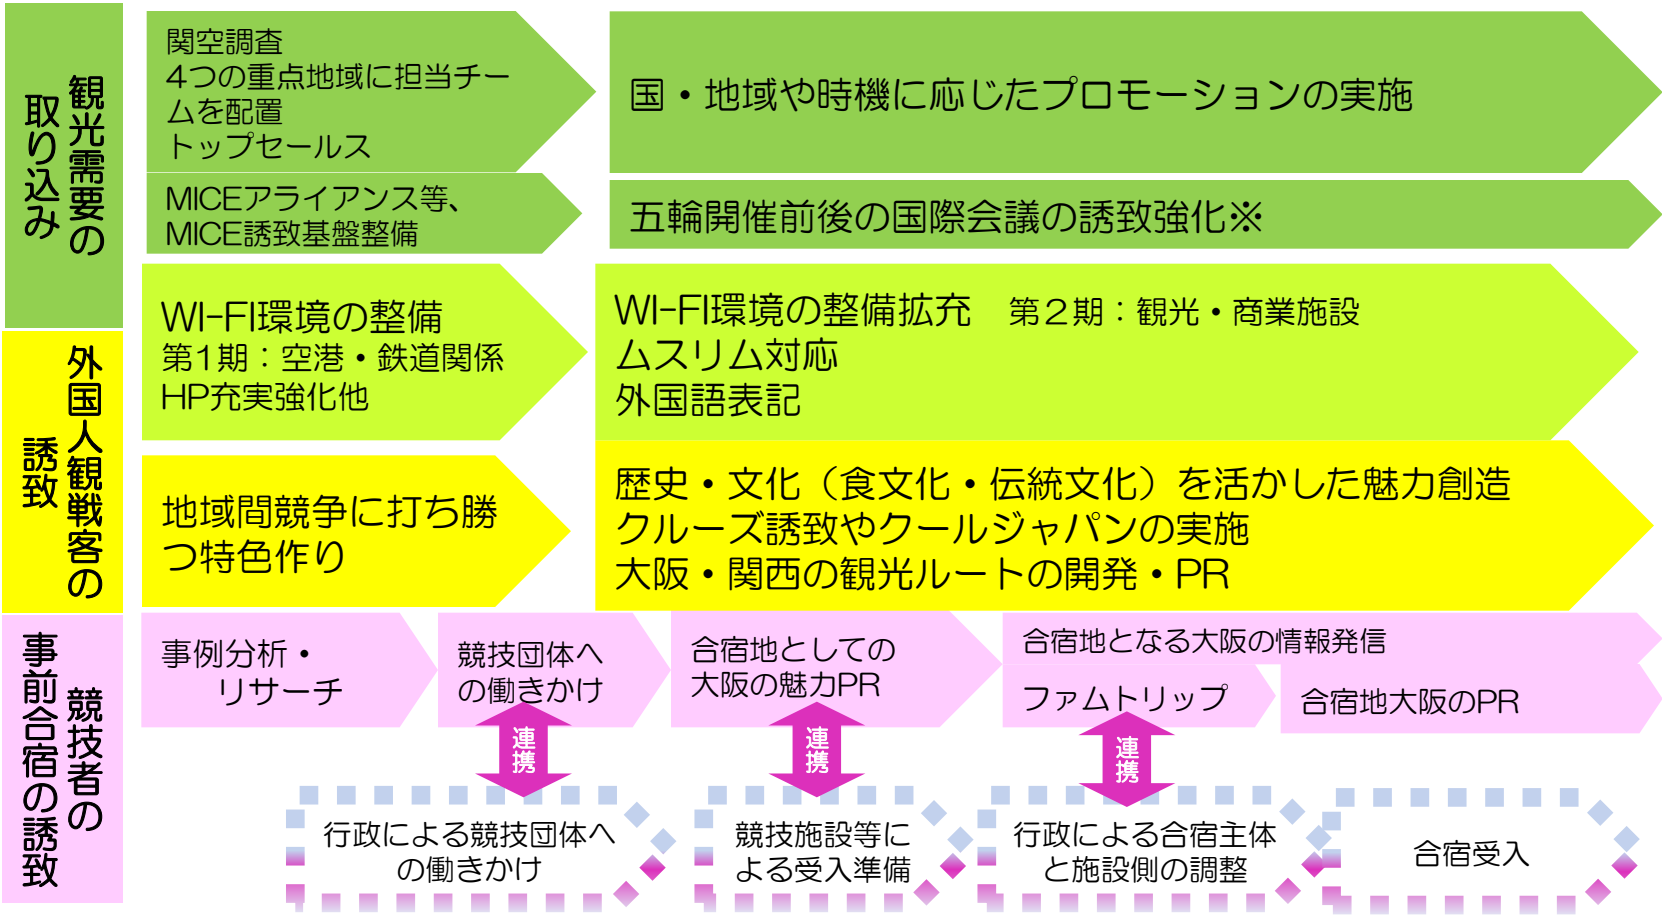 観光需要の
取り込み
関空調査
4つの重点地域に担当チー
ムを配置
トップセールス
国・地域や時機に応じたプロモーションの実施
MICEアライアンス等、
MICE誘致基盤整備
五輪開催前後の国際会議の誘致強化※
WI-FI環境の整備
第1期：空港・鉄道関係
HP充実強化他
WI-FI環境の整備拡充　第２期：観光・商業施設
ムスリム対応
外国語表記
外国人観戦客の
誘致
地域間競争に打ち勝
つ特色作り
歴史・文化（食文化・伝統文化）を活かした魅力創造
クルーズ誘致やクールジャパンの実施
大阪・関西の観光ルートの開発・PR
競技者の
事前合宿の誘致
事例分析・
リサーチ
競技団体へ
の働きかけ
合宿地としての
大阪の魅力PR
合宿地となる大阪の情報発信
ファムトリップ
合宿地大阪のPR
連携
連携
連携
行政による競技団体へ
の働きかけ
競技施設等に
よる受入準備
行政による合宿主体
と施設側の調整
合宿受入